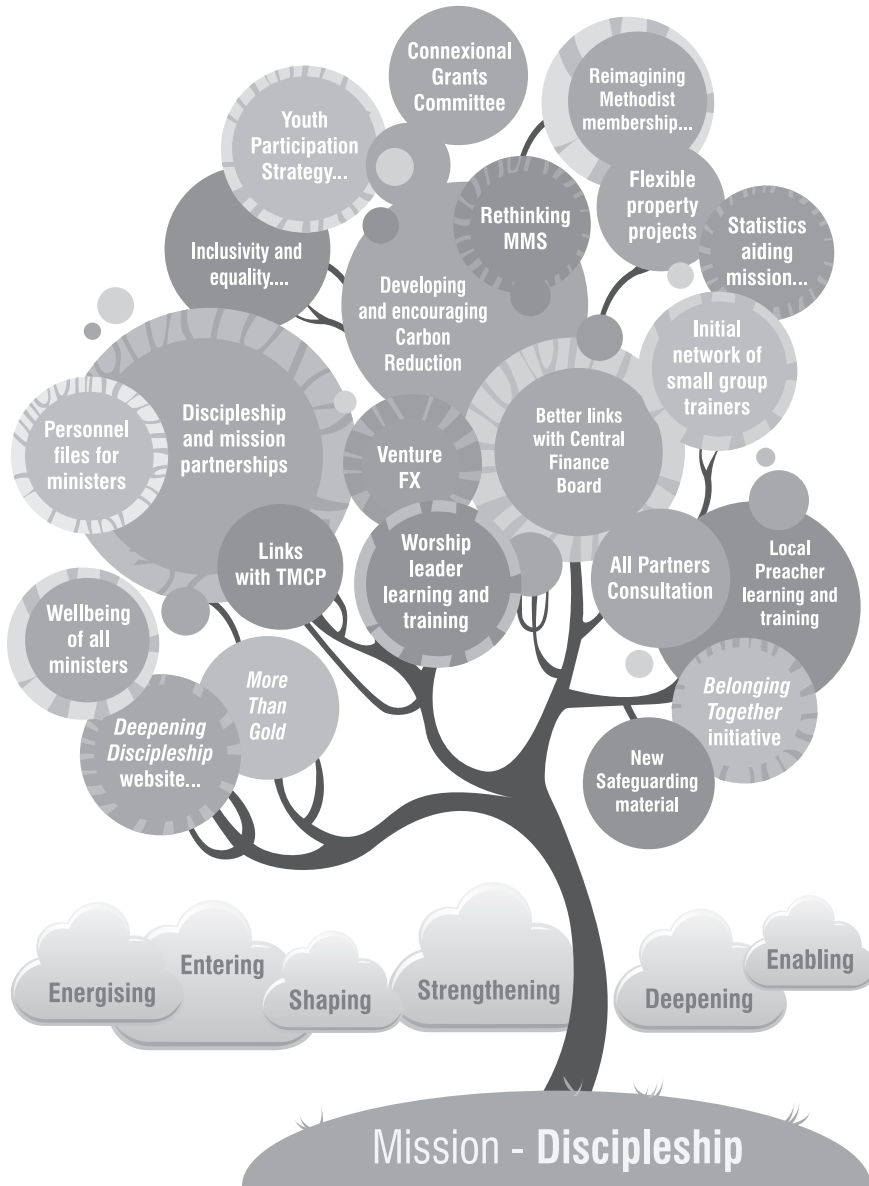 Connexional
Grants
Committee
Reimagining
Methodist
membership...
Youth
Participation
Strategy...
Flexible
property
projects
Rethinking
MMS
Statistics
aiding
mission...
Inclusivity and
equality....
Developing
and encouraging
Carbon
Reduction
Initial
network of
small group
trainers
Discipleship
and mission
partnerships
Personnel
files for
ministers
Venture
FX
Better links
with Central
Finance
Board
Links
with TMCP
Worship
leader
learning and
training
All Partners
Consultation
Local
Preacher
learning and
training
Wellbeing
of all
ministers
More
Than
Gold
Belonging
Together
initiative
Deepening
Discipleship
website...
New
Safeguarding
material
Energising
Entering
Shaping
Strengthening
Deepening
Enabling
Mission - Discipleship